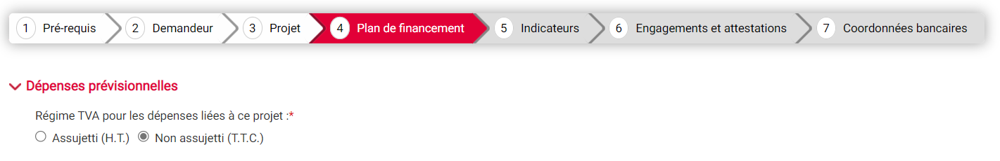 1 Pré-requis 2 Demandeur 3 Projet 4 Plan de financement 5 Indicateurs 6 Engagements et attestations 7 Coordonnées bancaires
Dépenses prévisionnelles
Régime TVA pour les dépenses liées à ce projet :*
Assujetti (H.T.) Non assujetti (T.T.C.)